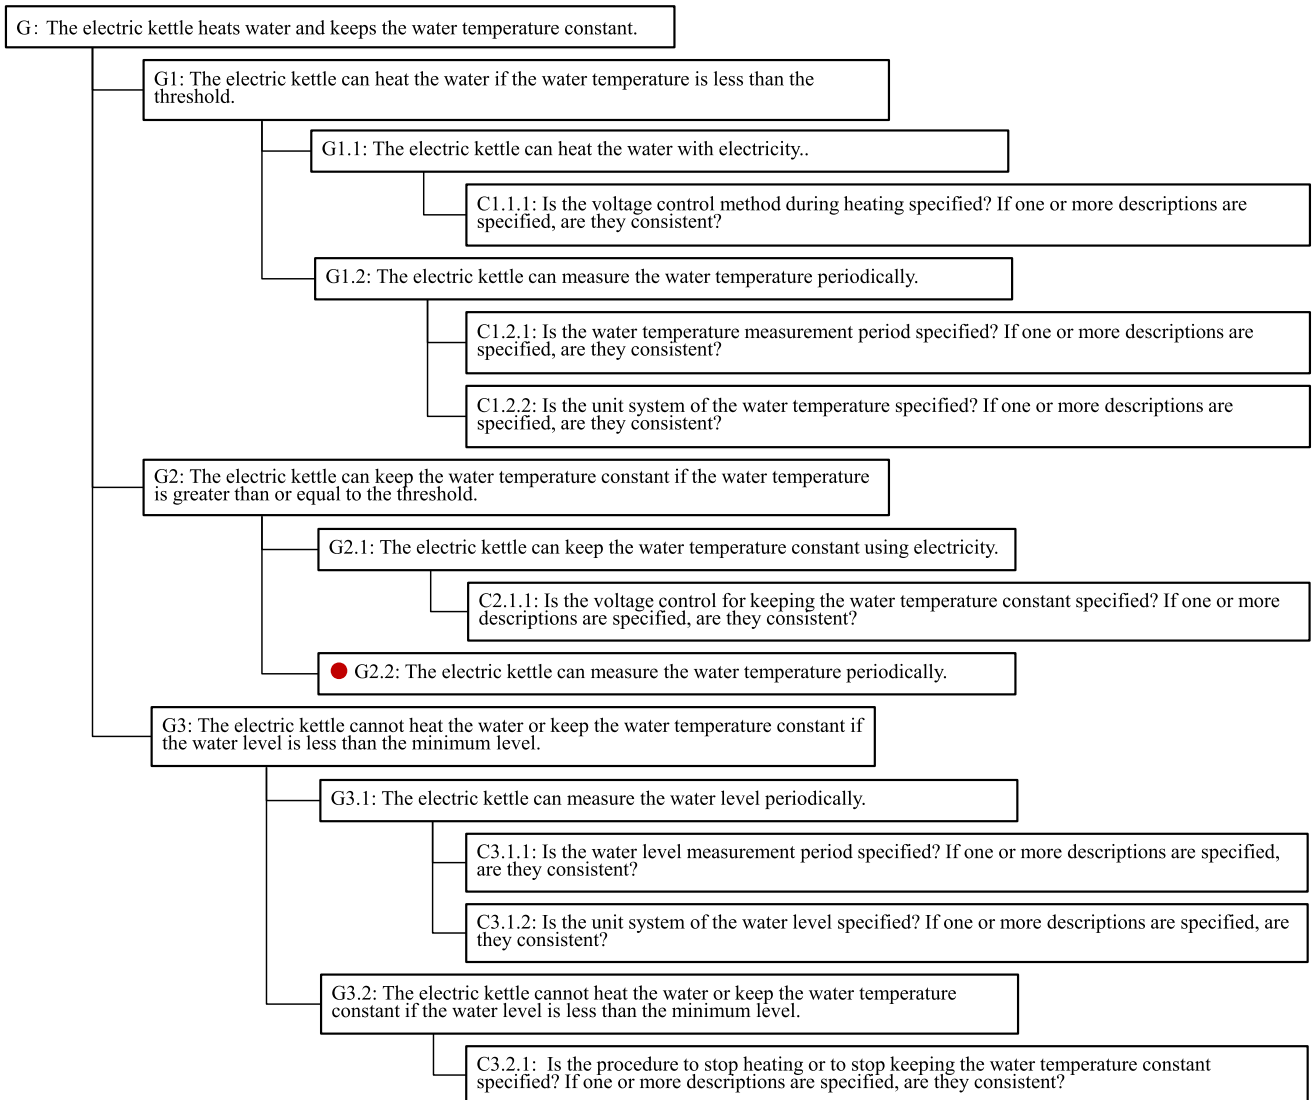 G: The electric kettle heats water and keeps the water temperature constant.
G1: The electric kettle can heat the water if the water temperature is less than the
threshold.
G1.1: The electric kettle can heat the water with electricity..
C1.1.1: Is the voltage control method during heating specified? If one or more descriptions are
specified, are they consistent?
G1.2: The electric kettle can measure the water temperature periodically.
C1.2.1: Is the water temperature measurement period specified? If one or more descriptions are
specified, are they consistent?
C1.2.2: Is the unit system of the water temperature specified? If one or more descriptions are
specified, are they consistent?
G2: The electric kettle can keep the water temperature constant if the water temperature
is greater than or equal to the threshold.
G2.1: The electric kettle can keep the water temperature constant using electricity.
C2.1.1: Is the voltage control for keeping the water temperature constant specified? If one or more
descriptions are specified, are they consistent?
G2.2: The electric kettle can measure the water temperature periodically.
G3: The electric kettle cannot heat the water or keep the water temperature constant if
the water level is less than the minimum level.
G3.1: The electric kettle can measure the water level periodically.
C3.1.1: Is the water level measurement period specified? If one or more descriptions are specified,
are they consistent?
C3.1.2: Is the unit system of the water level specified? If one or more descriptions are specified, are
they consistent?
G3.2: The electric kettle cannot heat the water or keep the water temperature
constant if the water level is less than the minimum level.
C3.2.1: Is the procedure to stop heating or to stop keeping the water temperature constant
specified? If one or more descriptions are specified, are they consistent?